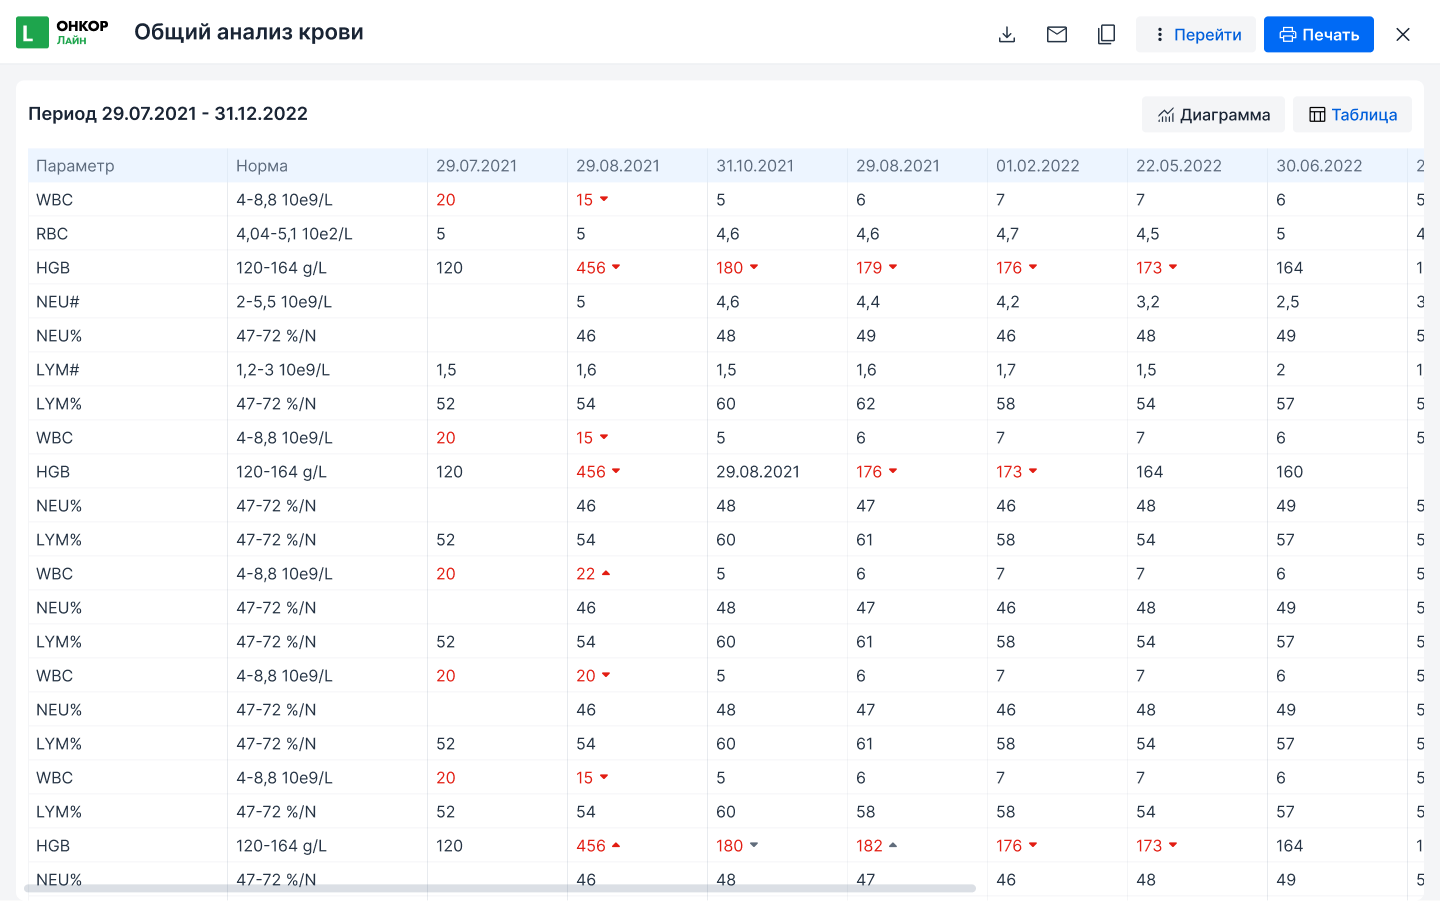 L ОНКОР Лайн Общий анализ крови Перейти Печать
Период 29.07.2021 - 31.12.2022 Диаграмма Таблица
Параметр Норма 29.07.2021 29.08.2021 31.10.2021 29.08.2021 01.02.2022 22.05.2022 30.06.2022 2
WBC 4-8,8 10e9/L 20 15 5 6 7 7 6 5
RBC 4,04-5,1 10e2/L 5 5 4,6 4,6 4,7 4,5 5 4
HGB 120-164 g/L 120 456 180 179 176 173 164 1
NEU# 2-5,5 10e9/L 5 4,6 4,4 4,2 3,2 2,5 3
NEU% 47-72 %/N 46 48 49 46 48 49 5
LYM# 1,2-3 10e9/L 1,5 1,6 1,5 1,6 1,7 1,5 2 1
LYM% 47-72 %/N 52 54 60 62 58 54 57 5
WBC 4-8,8 10e9/L 20 15 5 6 7 7 6 5
HGB 120-164 g/L 120 456 29.08.2021 176 173 164 160
NEU% 47-72 %/N 46 48 47 46 48 49 5
LYM% 47-72 %/N 52 54 60 61 58 54 57 5
WBC 4-8,8 10e9/L 20 22 5 6 7 7 6 5
NEU% 47-72 %/N 46 48 47 46 48 49 5
LYM% 47-72 %/N 52 54 60 61 58 54 57 5
WBC 4-8,8 10e9/L 20 20 5 6 7 7 6 5
NEU% 47-72 %/N 46 48 47 46 48 49 5
LYM% 47-72 %/N 52 54 60 61 58 54 57 5
WBC 4-8,8 10e9/L 20 15 5 6 7 7 6 5
LYM% 47-72 %/N 52 54 60 58 58 54 57 5
HGB 120-164 g/L 120 456 180 182 176 173 164 1
NEU% 47-72 %/N 46 48 47 46 48 49 5